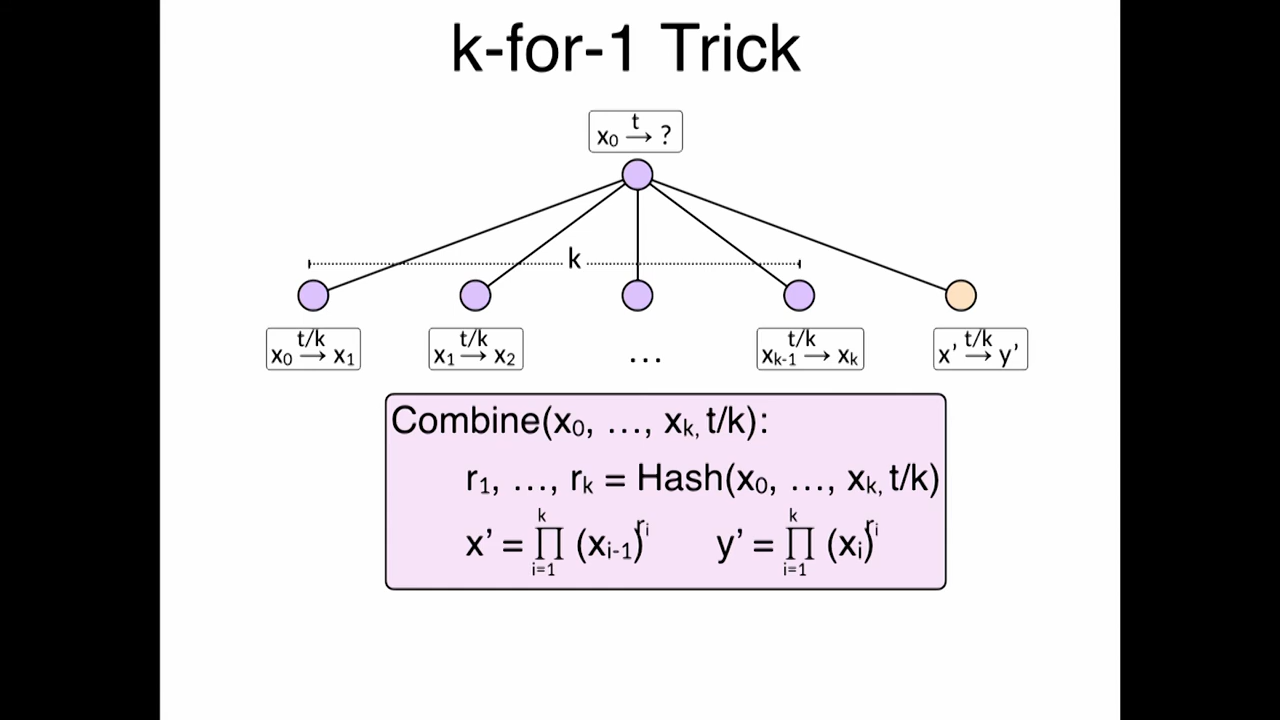 k-for-1 Trick
x₀ →ᵗ ?
k
x₀ →ᵗ/ᵏ x₁
x₁ →ᵗ/ᵏ x₂
...
xₖ₋₁ →ᵗ/ᵏ xₖ
x’ →ᵗ/ᵏ y’
Combine(x₀, …, xₖ, t/k):
r₁, …, rₖ = Hash(x₀, …, xₖ, t/k)
x’ = ∏ᵢ₌₁ᵏ (xᵢ₋₁)^rᵢ y’ = ∏ᵢ₌₁ᵏ (xᵢ)^rᵢ